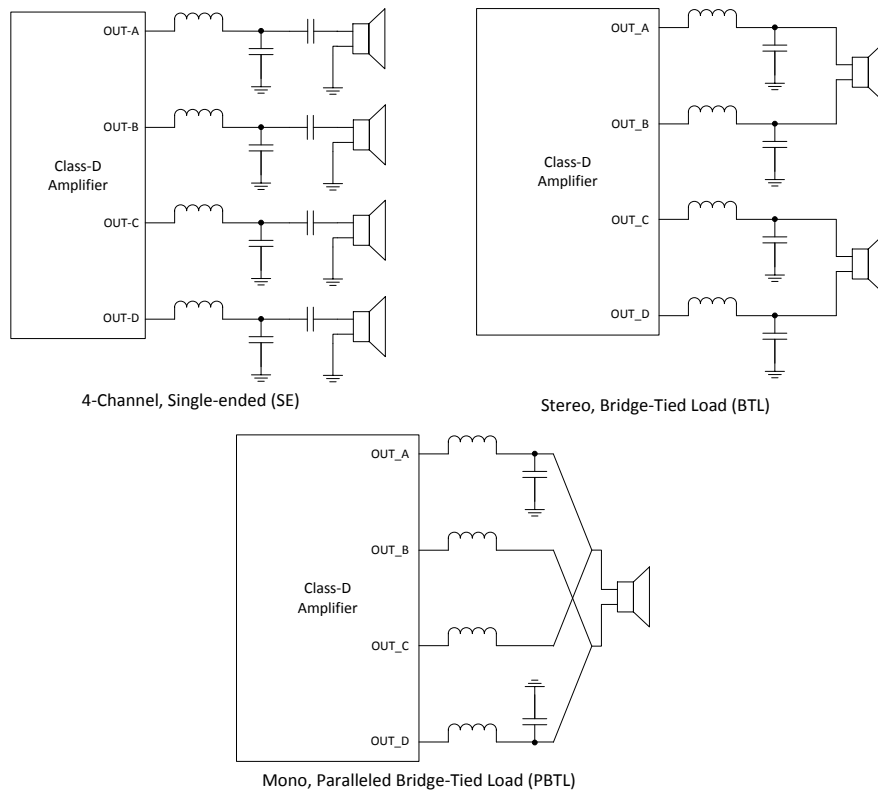 OUT-A
OUT-B
Class-D
Amplifier
OUT-C
OUT-D
4-Channel, Single-ended (SE)
OUT_A
OUT_B
Class-D
Amplifier
OUT_C
OUT_D
Stereo, Bridge-Tied Load (BTL)
OUT_A
OUT_B
Class-D
Amplifier
OUT_C
OUT_D
Mono, Paralleled Bridge-Tied Load (PBTL)